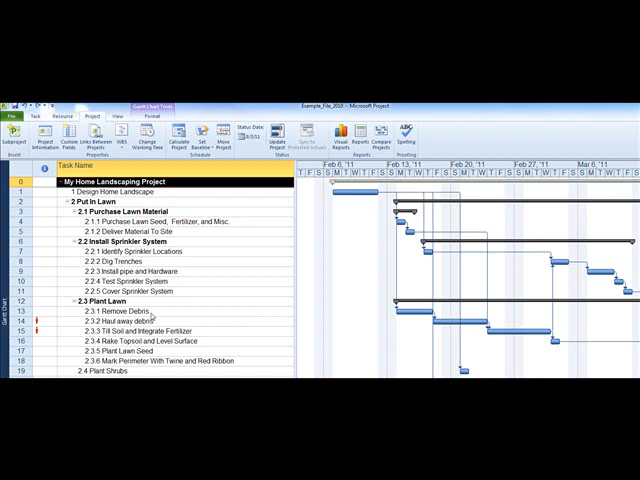 Gantt Chart Tools
Example_File_2010 - Microsoft Project
File Task Resource Project View Format
Subproject
Project Information
Custom Fields
Links Between Projects
WBS
Change Working Time
Calculate Project
Set Baseline
Move Project
Status Date:
8/3/11
Update Project
Sync to Protected Actuals
Visual Reports
Reports
Compare Projects
ABC
Spelling
Insert Properties Schedule Status Reports Proofing
Task Name
Feb 6, '11 Feb 13, '11 Feb 20, '11 Feb 27, '11 Mar 6, '11
T F S S M T W T F S S M T W T F S S M T W T F S S M T W T F S S M T W T
0 My Home Landscaping Project
1 1 Design Home Landscape
2 2 Put In Lawn
3 2.1 Purchase Lawn Material
4 2.1.1 Purchase Lawn Seed, Fertilizer, and Misc.
5 2.1.2 Deliver Material To Site
6 2.2 Install Sprinkler System
7 2.2.1 Identify Sprinkler Locations
8 2.2.2 Dig Trenches
9 2.2.3 Install pipe and Hardware
10 2.2.4 Test Sprinkler System
11 2.2.5 Cover Sprinkler System
12 2.3 Plant Lawn
13 2.3.1 Remove Debris
14 2.3.2 Haul away debris
15 2.3.3 Till Soil and Integrate Fertilizer
16 2.3.4 Rake Topsoil and Level Surface
17 2.3.5 Plant Lawn Seed
18 2.3.6 Mark Perimeter With Twine and Red Ribbon
19 2.4 Plant Shrubs
Gantt Chart